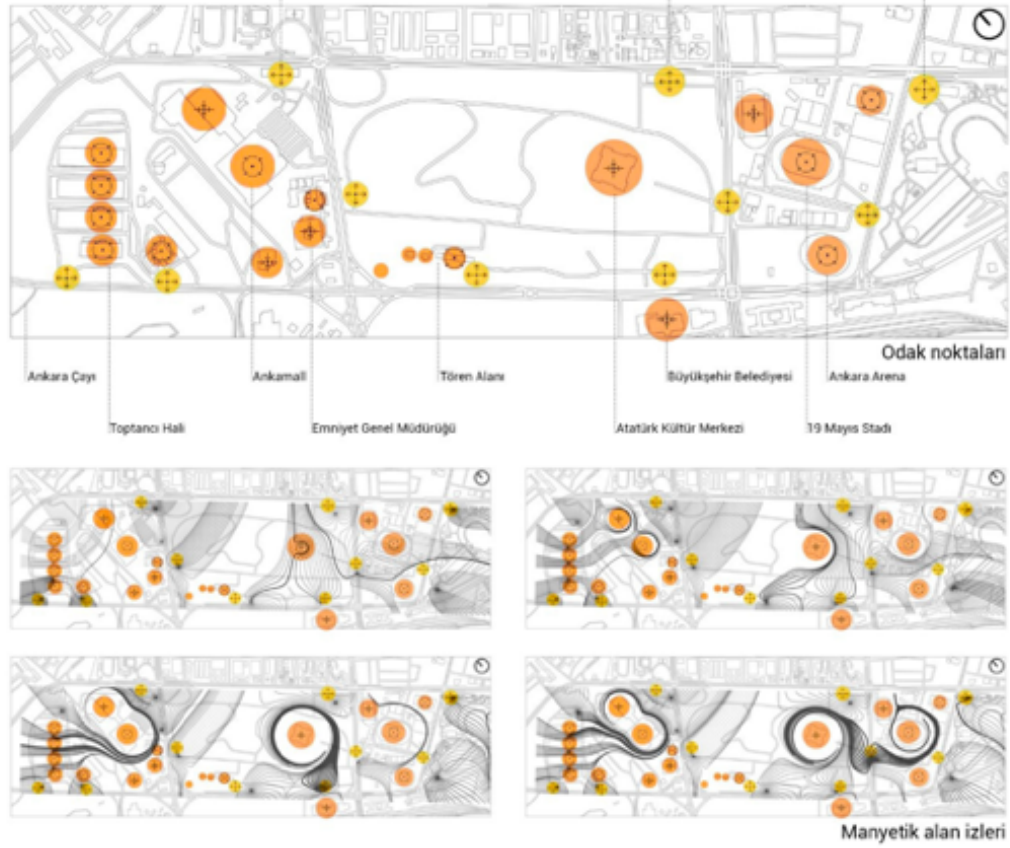 Odak noktaları
Ankara Çayı
Ankamall
Tören Alanı
Büyükşehir Belediyesi
Ankara Arena
Toptancı Hali
Emniyet Genel Müdürüğü
Atatürk Kültür Merkezi
19 Mayıs Stadı
Manyetik alan izleri